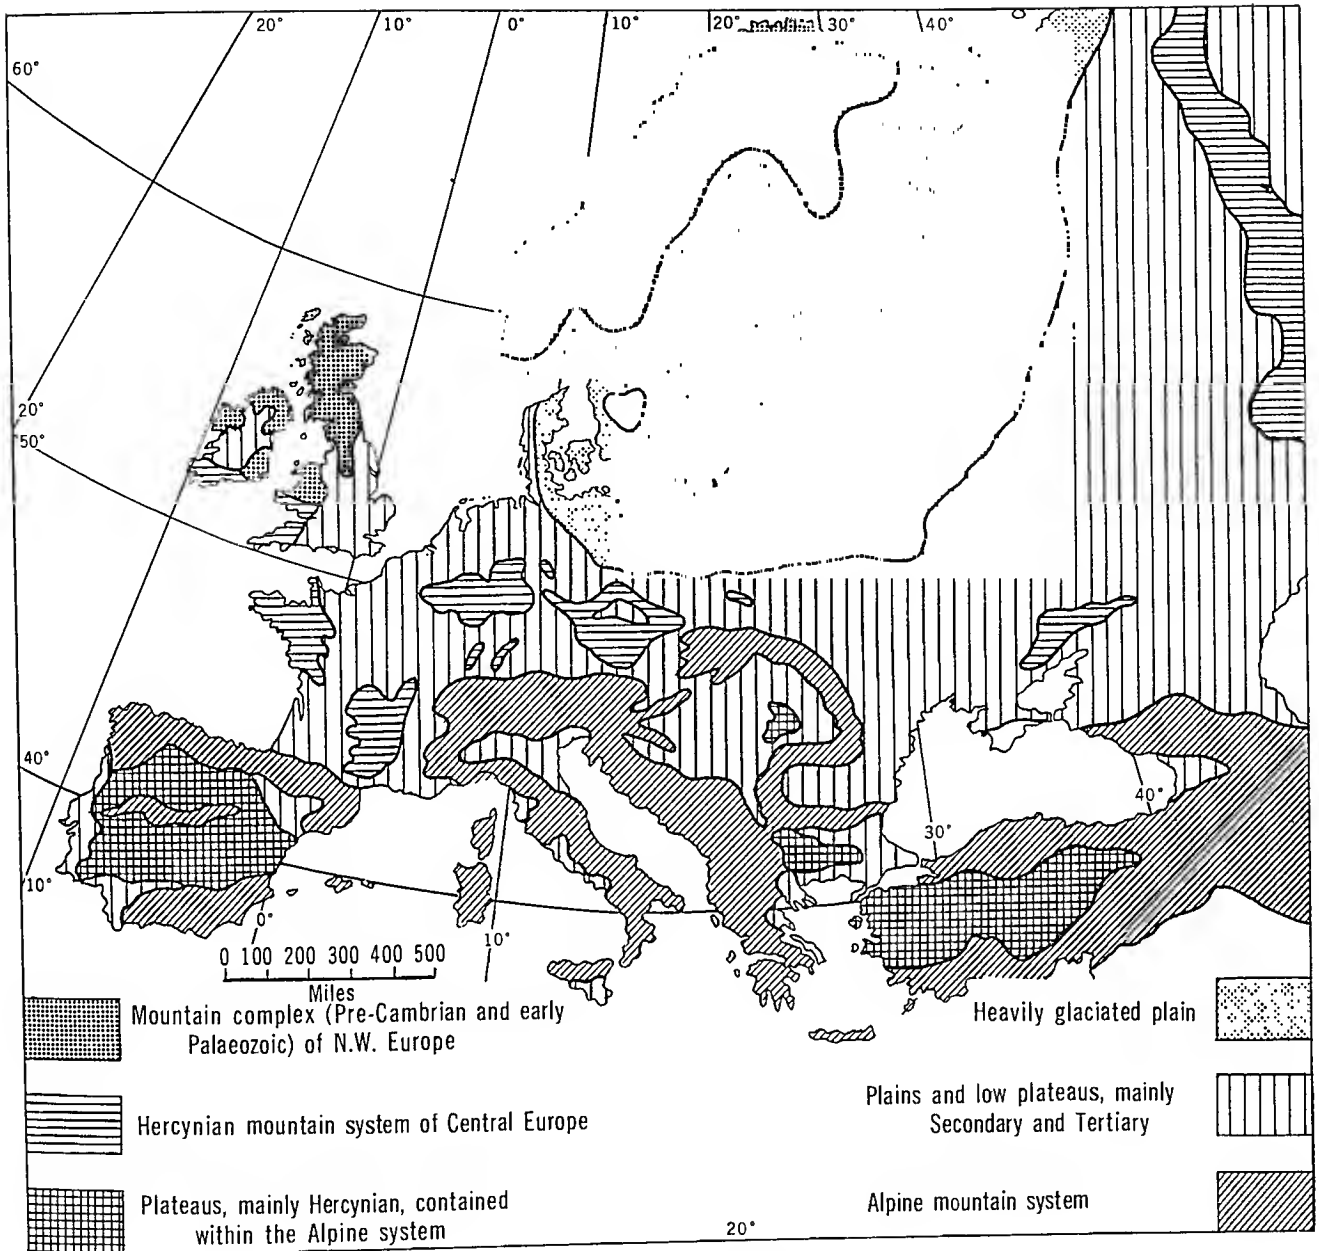 20° 10° 0° 10° 20° 30° 40°
60°
20°
50°
40°
40°
30°
10°
0°
10°
0 100 200 300 400 500
Miles
Mountain complex (Pre-Cambrian and early
Palaeozoic) of N.W. Europe
Heavily glaciated plain
Hercynian mountain system of Central Europe
Plains and low plateaus, mainly
Secondary and Tertiary
Plateaus, mainly Hercynian, contained
within the Alpine system
Alpine mountain system
20°